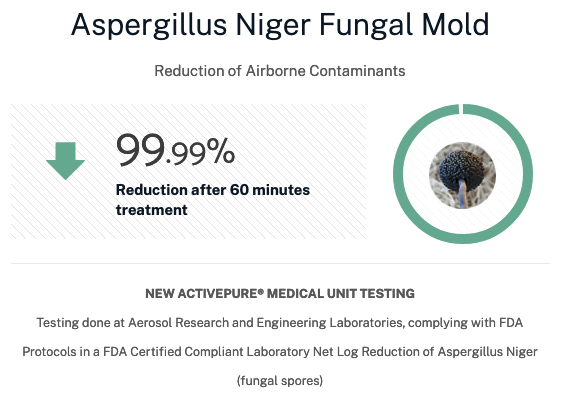 Aspergillus Niger Fungal Mold
Reduction of Airborne Contaminants
99.99%
Reduction after 60 minutes
treatment
NEW ACTIVEPURE® MEDICAL UNIT TESTING
Testing done at Aerosol Research and Engineering Laboratories, complying with FDA
Protocols in a FDA Certified Compliant Laboratory Net Log Reduction of Aspergillus Niger
(fungal spores)